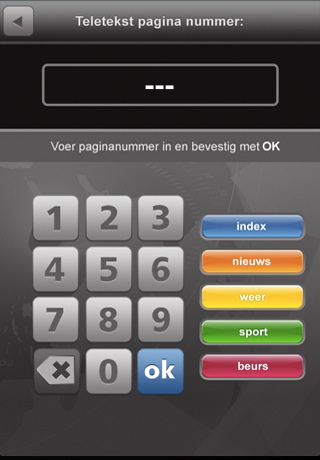 Teletekst pagina nummer:
---
Voer paginanummer in en bevestig met OK
1 2 3
index
4 5 6
nieuws
weer
7 8 9
sport
0 ok
beurs